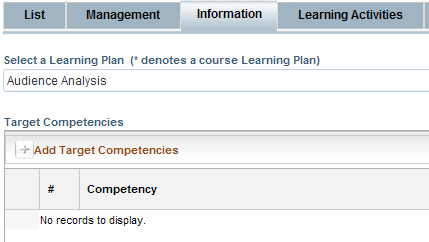 List Management Information Learning Activities
Select a Learning Plan (* denotes a course Learning Plan)
Audience Analysis
Target Competencies
Add Target Competencies
# Competency
No records to display.